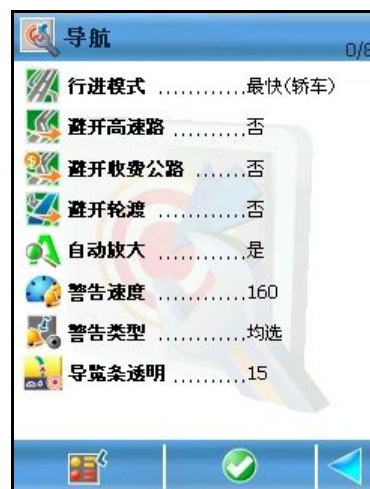 导航
0/8
行进模式 ............最快(轿车)
避开高速路 ........否
避开收费公路 .......否
避开轮渡 ............否
自动放大 ............是
警告速度 ............160
警告类型 ............均选
导览条透明 ..........15